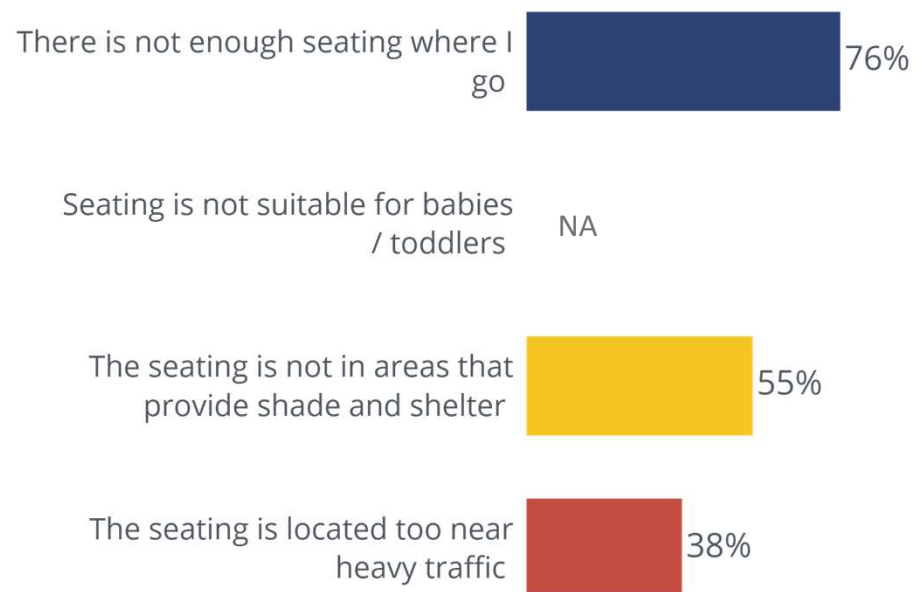 There is not enough seating where I
go
76%
Seating is not suitable for babies
/ toddlers
NA
The seating is not in areas that
provide shade and shelter
55%
The seating is located too near
heavy traffic
38%